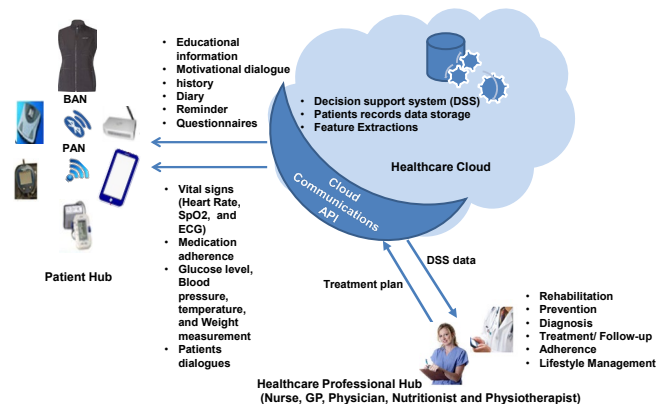 BAN
PAN
Patient Hub
• Educational
information
• Motivational dialogue
• history
• Diary
• Reminder
• Questionnaires
• Vital signs
(Heart Rate,
SpO2, and
ECG)
• Medication
adherence
• Glucose level,
Blood
pressure,
temperature,
and Weight
measurement
• Patients
dialogues
• Decision support system (DSS)
• Patients records data storage
• Feature Extractions
Healthcare Cloud
Cloud
Communications
API
DSS data
Treatment plan
• Rehabilitation
• Prevention
• Diagnosis
• Treatment/ Follow-up
• Adherence
• Lifestyle Management
Healthcare Professional Hub
(Nurse, GP, Physician, Nutritionist and Physiotherapist)